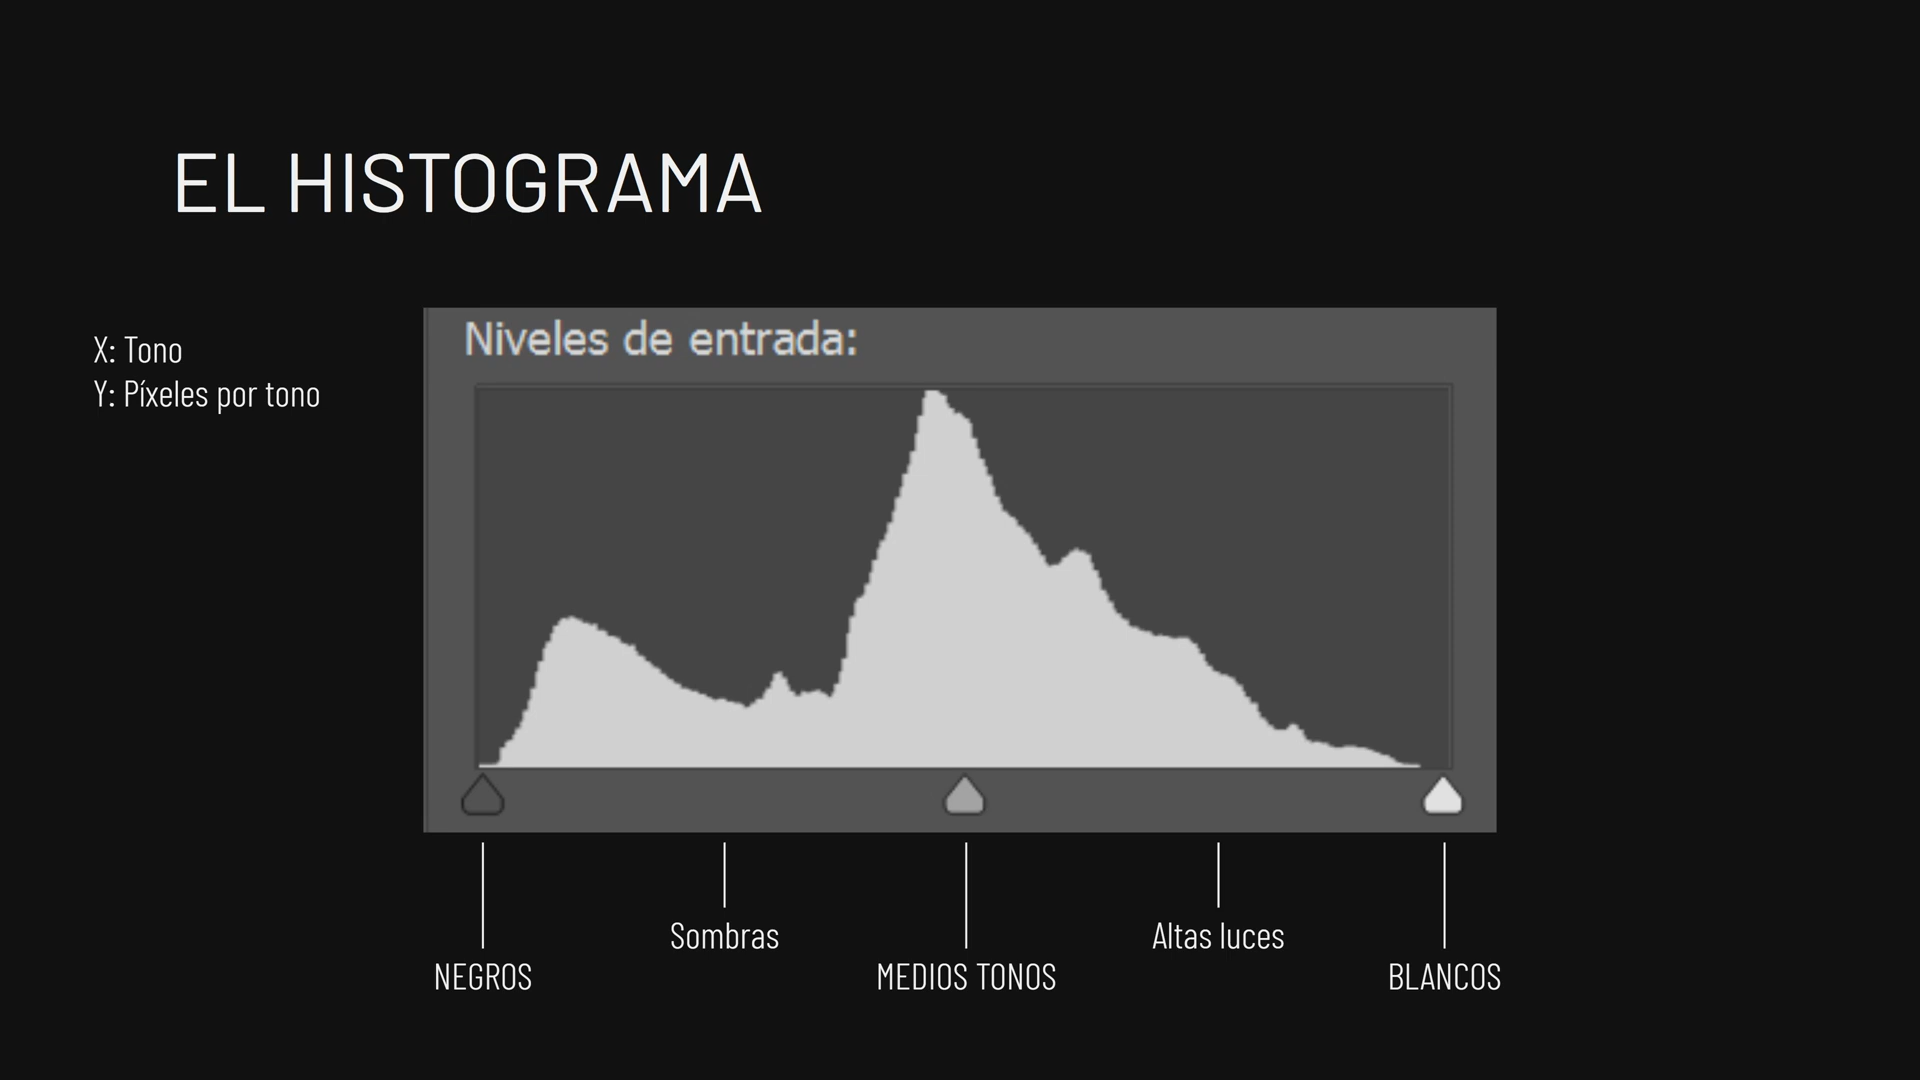 EL HISTOGRAMA
X: Tono
Y: Píxeles por tono
Niveles de entrada:
Sombras
Altas luces
NEGROS
MEDIOS TONOS
BLANCOS